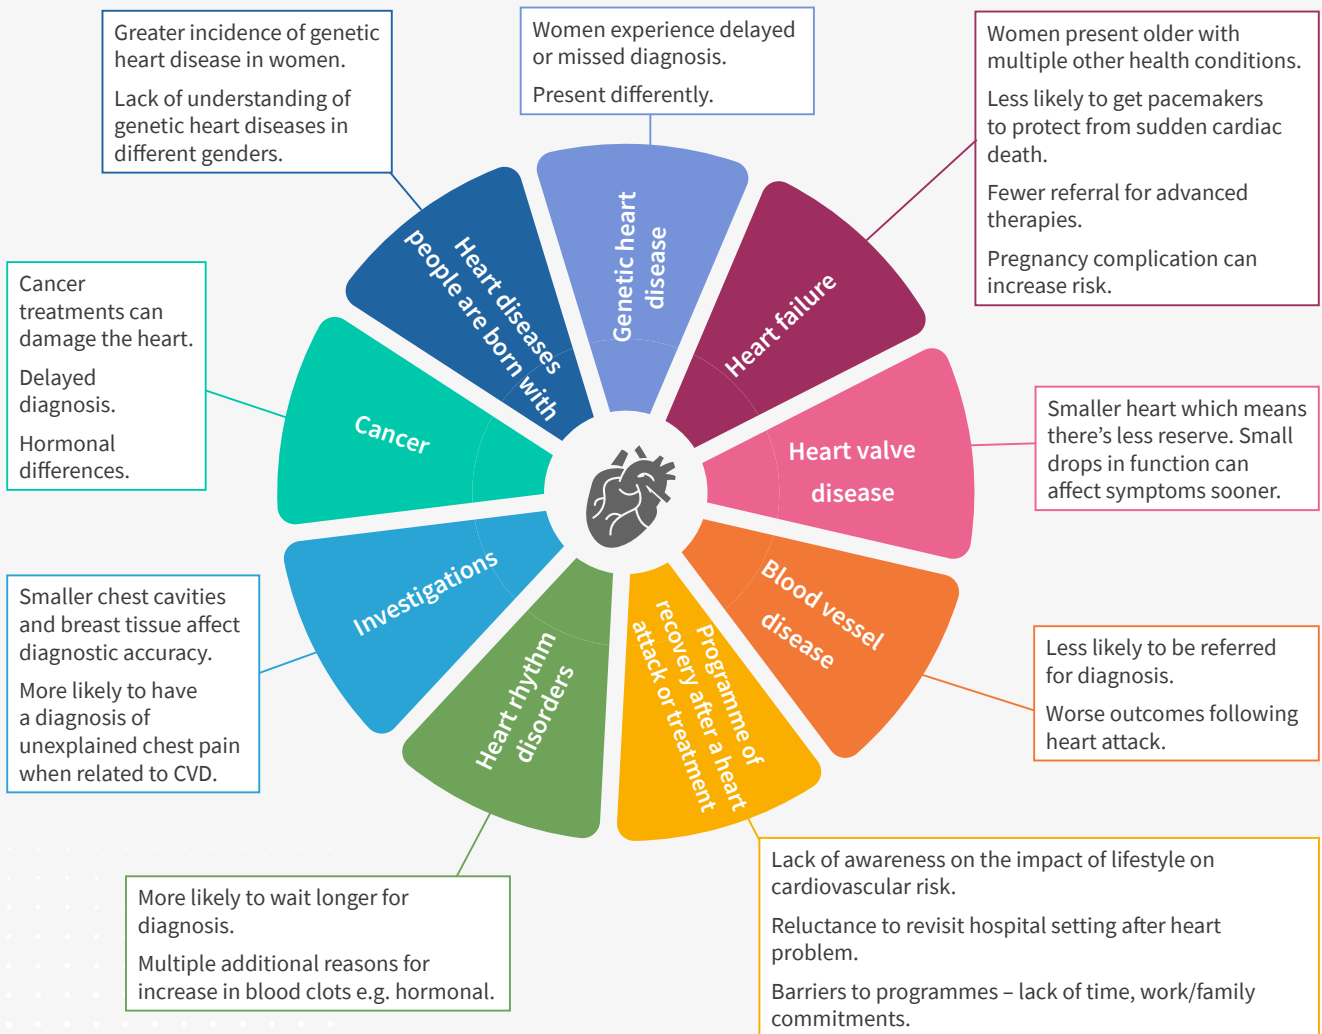 Greater incidence of genetic
heart disease in women.
Lack of understanding of
genetic heart diseases in
different genders.
Women experience delayed
or missed diagnosis.
Present differently.
Women present older with
multiple other health conditions.
Less likely to get pacemakers
to protect from sudden cardiac
death.
Fewer referral for advanced
therapies.
Pregnancy complication can
increase risk.
Cancer
treatments can
damage the heart.
Delayed
diagnosis.
Hormonal
differences.
Heart diseases
people are born with
Genetic heart
disease
Heart failure
Cancer
Heart valve
disease
Smaller heart which means
there’s less reserve. Small
drops in function can
affect symptoms sooner.
Investigations
Blood vessel
disease
Smaller chest cavities
and breast tissue affect
diagnostic accuracy.
More likely to have
a diagnosis of
unexplained chest pain
when related to CVD.
Heart rhythm
disorders
Programme of
recovery after a heart
attack or treatment
Less likely to be referred
for diagnosis.
Worse outcomes following
heart attack.
More likely to wait longer for
diagnosis.
Multiple additional reasons for
increase in blood clots e.g. hormonal.
Lack of awareness on the impact of lifestyle on
cardiovascular risk.
Reluctance to revisit hospital setting after heart
problem.
Barriers to programmes – lack of time, work/family
commitments.